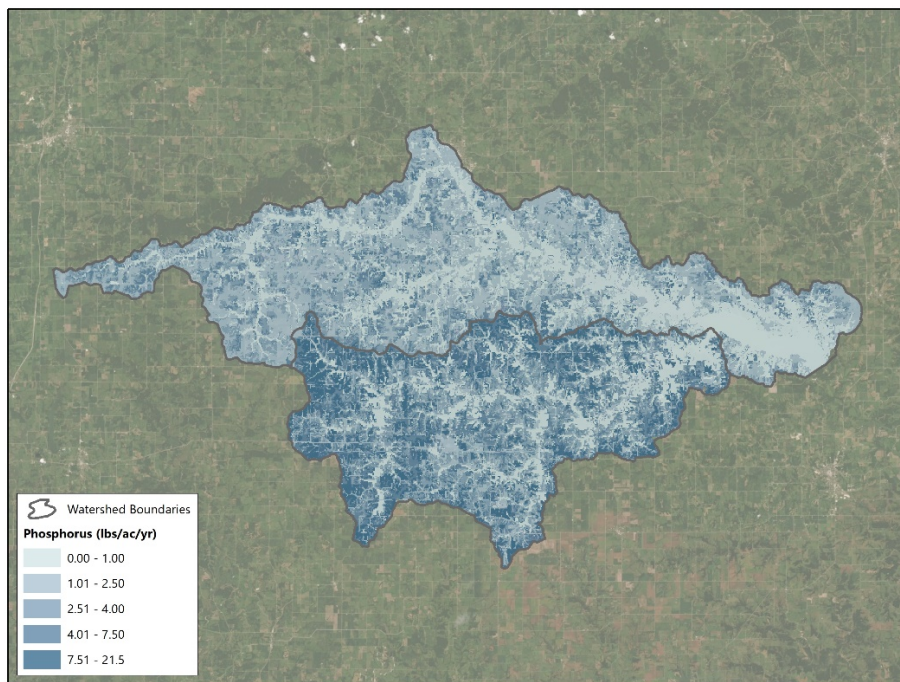 Watershed Boundaries
Phosphorus (lbs/ac/yr)
0.00 - 1.00
1.01 - 2.50
2.51 - 4.00
4.01 - 7.50
7.51 - 21.5